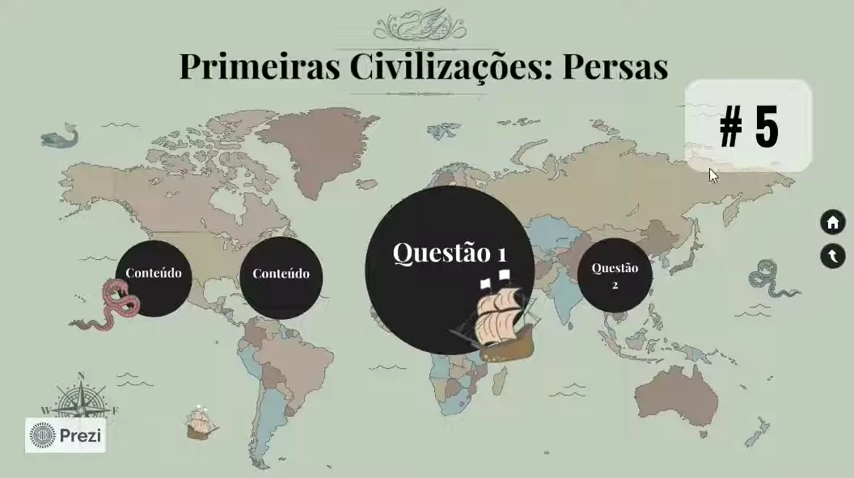 Primeiras Civilizações: Persas
# 5
Conteúdo
Conteúdo
Questão 1
Questão
2
N
W
E
Prezi